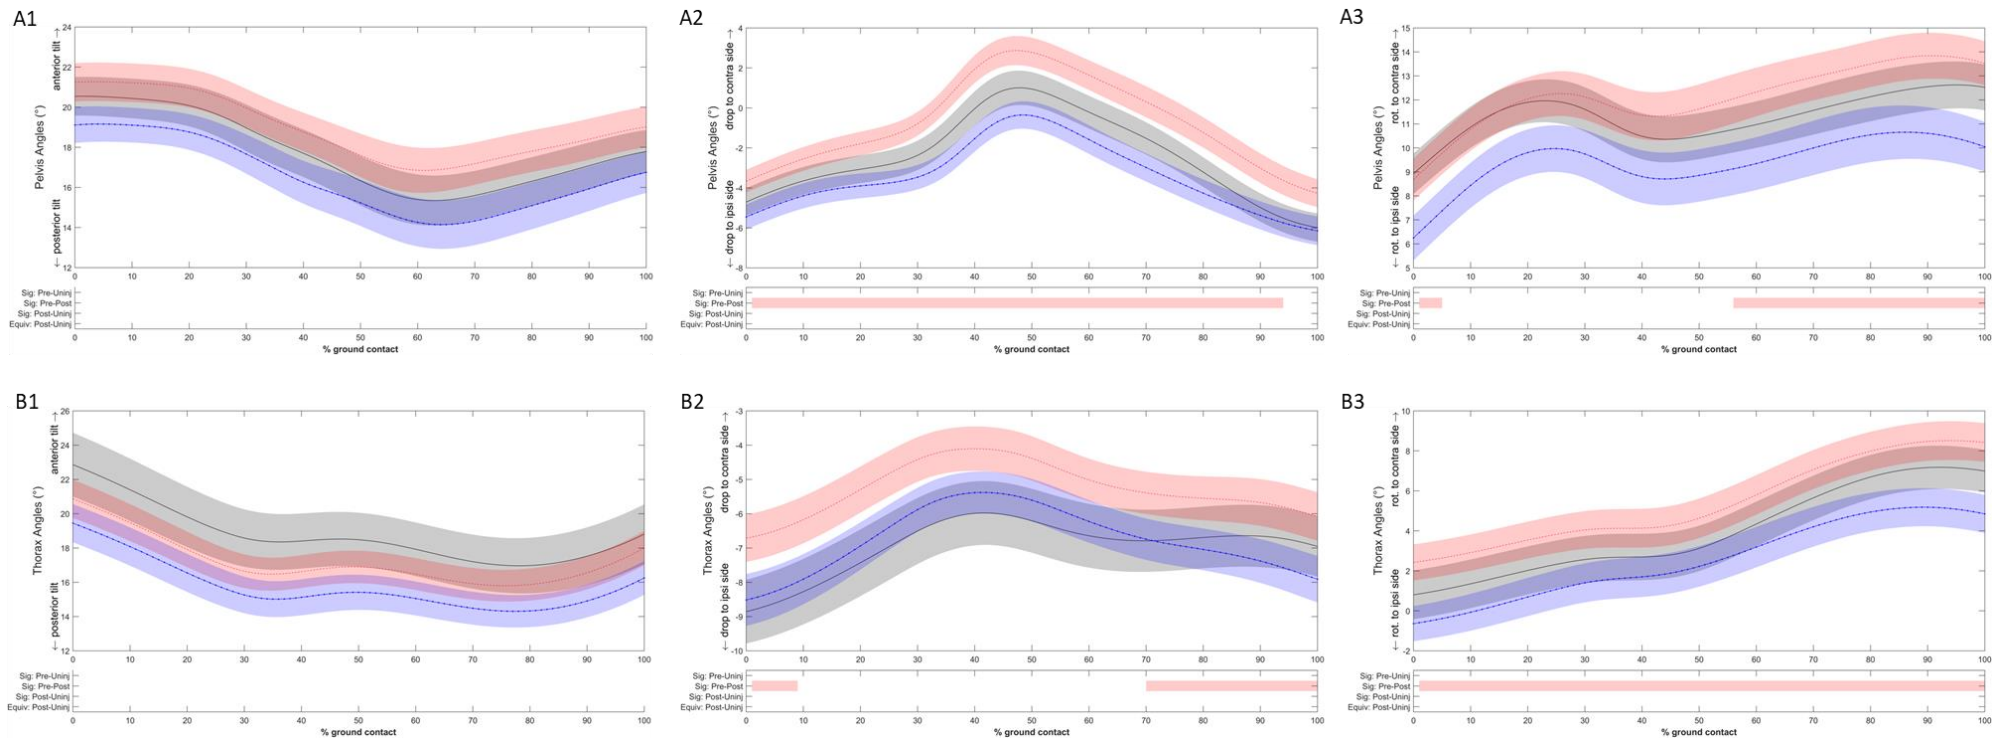 A1
Pelvis Angles (°)
← posterior tilt
anterior tilt →
24
22
20
18
16
14
12
0 10 20 30 40 50 60 70 80 90 100
Sig: Pre-Uninj
Sig: Pre-Post
Sig: Post-Uninj
Equiv: Post-Uninj
0 10 20 30 40 50 60 70 80 90 100
% ground contact
A2
Pelvis Angles (°)
← drop to ipsi side
drop to contra side →
4
2
0
-2
-4
-6
-8
0 10 20 30 40 50 60 70 80 90 100
Sig: Pre-Uninj
Sig: Pre-Post
Sig: Post-Uninj
Equiv: Post-Uninj
0 10 20 30 40 50 60 70 80 90 100
% ground contact
A3
Pelvis Angles (°)
← rot. to ipsi side
rot. to contra side →
15
14
13
12
11
10
9
8
7
6
5
0 10 20 30 40 50 60 70 80 90 100
Sig: Pre-Uninj
Sig: Pre-Post
Sig: Post-Uninj
Equiv: Post-Uninj
0 10 20 30 40 50 60 70 80 90 100
% ground contact
B1
Thorax Angles (°)
← posterior tilt
anterior tilt →
26
24
22
20
18
16
14
12
0 10 20 30 40 50 60 70 80 90 100
Sig: Pre-Uninj
Sig: Pre-Post
Sig: Post-Uninj
Equiv: Post-Uninj
0 10 20 30 40 50 60 70 80 90 100
% ground contact
B2
Thorax Angles (°)
← drop to ipsi side
drop to contra side →
-3
-4
-5
-6
-7
-8
-9
-10
0 10 20 30 40 50 60 70 80 90 100
Sig: Pre-Uninj
Sig: Pre-Post
Sig: Post-Uninj
Equiv: Post-Uninj
0 10 20 30 40 50 60 70 80 90 100
% ground contact
B3
Thorax Angles (°)
← rot. to ipsi side
rot. to contra side →
10
8
6
4
2
0
-2
0 10 20 30 40 50 60 70 80 90 100
Sig: Pre-Uninj
Sig: Pre-Post
Sig: Post-Uninj
Equiv: Post-Uninj
0 10 20 30 40 50 60 70 80 90 100
% ground contact